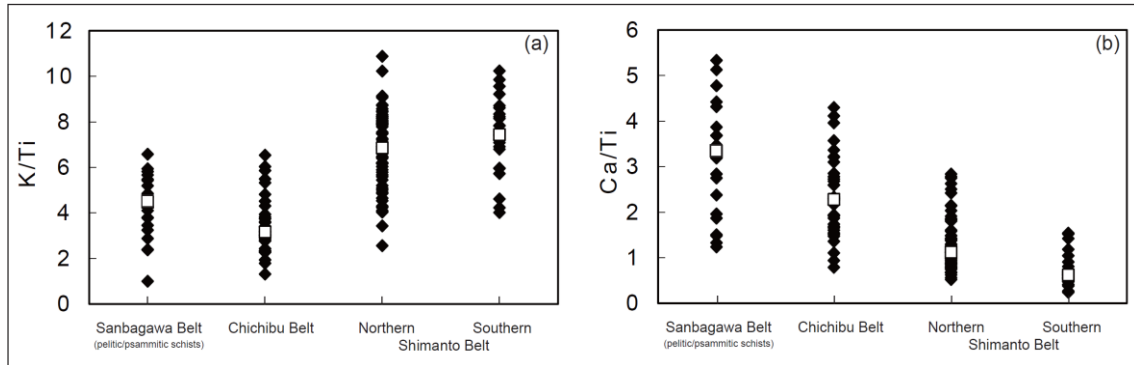 (a)
K/Ti
12
10
8
6
4
2
0
Sanbagawa Belt
(pelitic/psammitic schists)
Chichibu Belt
Northern
Southern
Shimanto Belt
(b)
Ca/Ti
6
5
4
3
2
1
0
Sanbagawa Belt
(pelitic/psammitic schists)
Chichibu Belt
Northern
Southern
Shimanto Belt